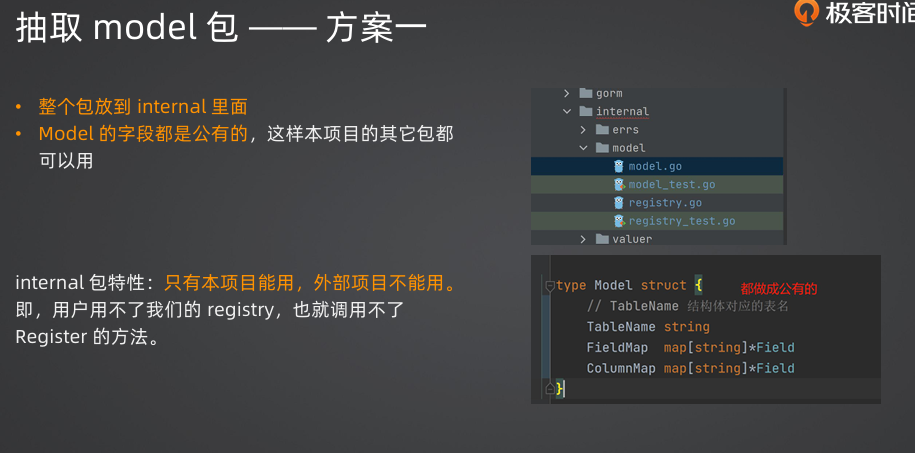 抽取 model 包 —— 方案一
极客时间
• 整个包放到 internal 里面
• Model 的字段都是公有的，这样本项目的其它包都
可以用
internal 包特性：只有本项目能用，外部项目不能用。
即，用户用不了我们的 registry，也就调用不了
Register 的方法。
gorm
internal
errs
model
model.go
model_test.go
registry.go
registry_test.go
valuer
type Model struct {
都做成公有的
// TableName 结构体对应的表名
TableName string
FieldMap map[string]*Field
ColumnMap map[string]*Field
}